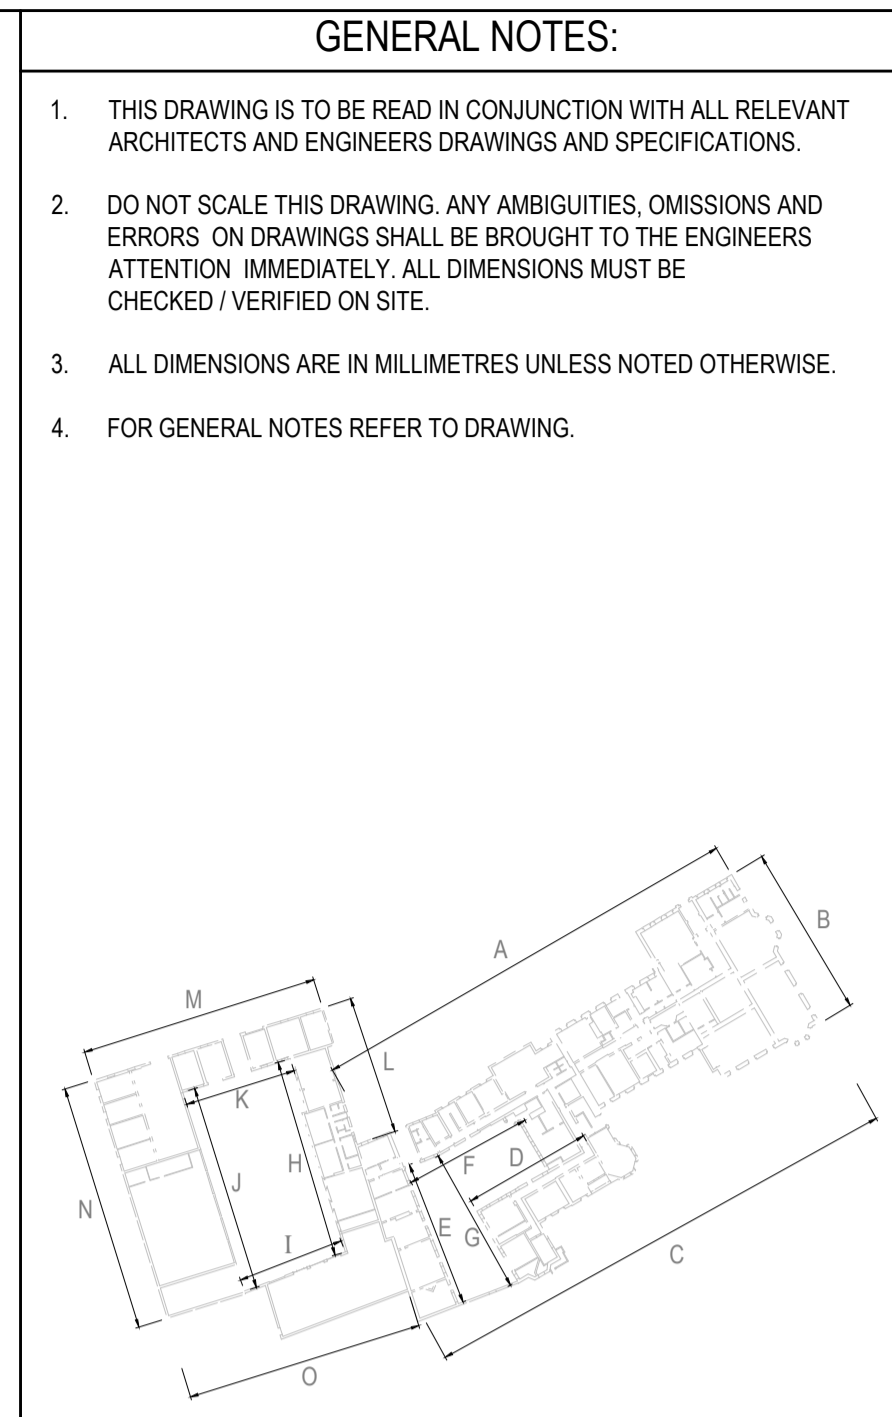 GENERAL NOTES:
1. THIS DRAWING IS TO BE READ IN CONJUNCTION WITH ALL RELEVANT
ARCHITECTS AND ENGINEERS DRAWINGS AND SPECIFICATIONS.
2. DO NOT SCALE THIS DRAWING. ANY AMBIGUITIES, OMISSIONS AND
ERRORS ON DRAWINGS SHALL BE BROUGHT TO THE ENGINEERS
ATTENTION IMMEDIATELY. ALL DIMENSIONS MUST BE
CHECKED / VERIFIED ON SITE.
3. ALL DIMENSIONS ARE IN MILLIMETRES UNLESS NOTED OTHERWISE.
4. FOR GENERAL NOTES REFER TO DRAWING.
A
B
M
L
K
F
D
H
J
N
E
G
I
C
O